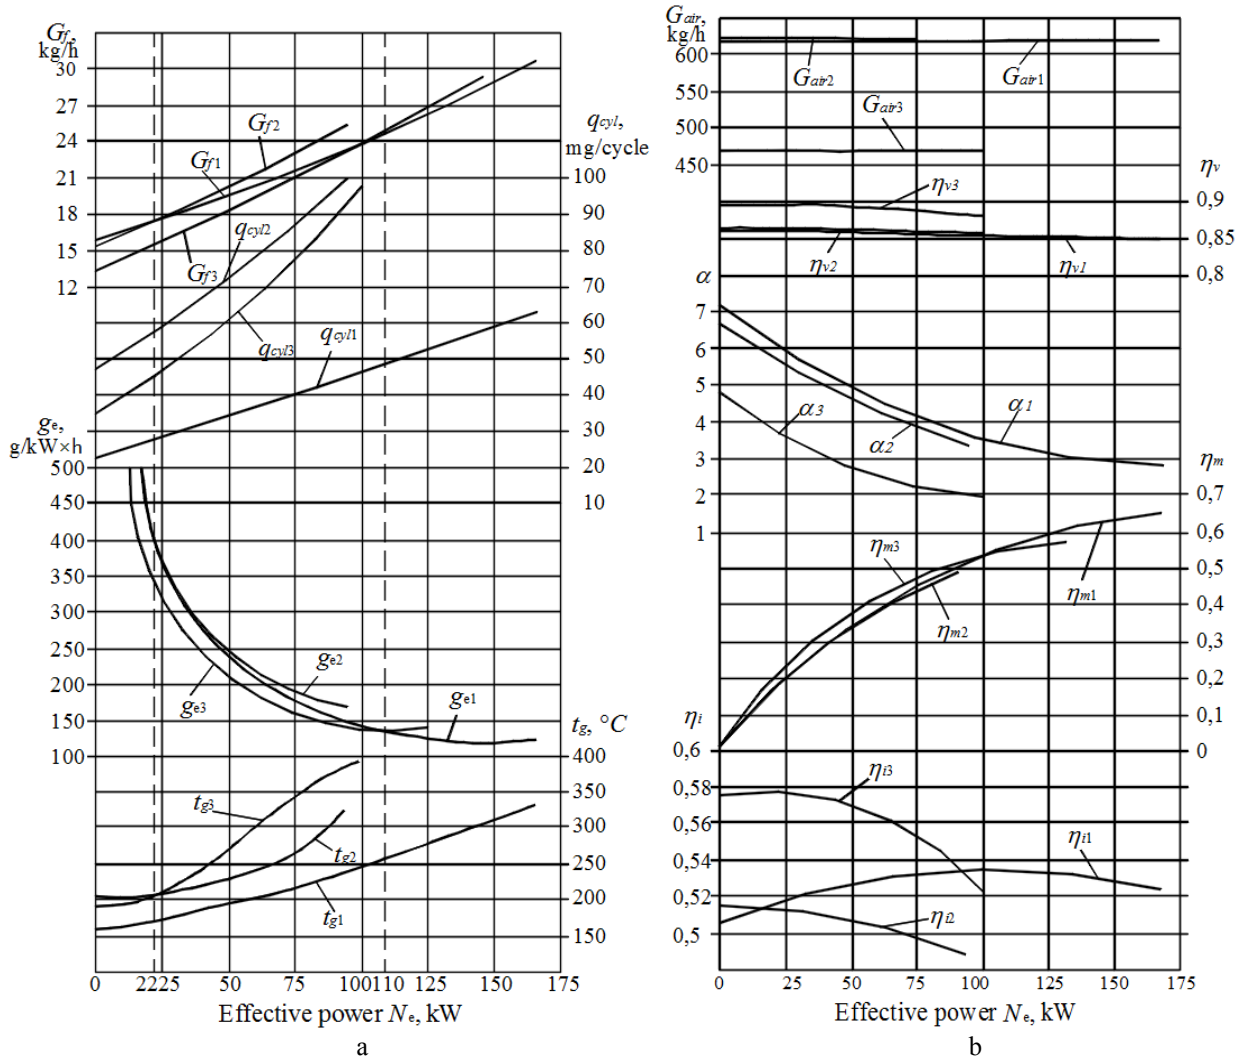 Gf,
kg/h
30
27
24
21
18
15
12
Gf2
Gf1
Gf3
qcyl2
qcyl3
qcyl1
qcyl,
mg/cycle
100
90
80
70
60
50
40
30
20
10
ge,
g/kW×h
500
450
400
350
300
250
200
150
100
ge2
ge3
ge1
tg, °C
400
350
300
250
200
150
tg3
tg2
tg1
0 22 25 50 75 100 110 125 150 175
Effective power Ne, kW
a
Gair,
kg/h
600
550
500
450
Gair2
Gair1
Gair3
ηv
0,9
0,85
0,8
ηv3
ηv2
ηv1
α
7
6
5
4
3
2
1
α3
α2
α1
ηm
0,7
0,6
0,5
0,4
0,3
0,2
0,1
0
ηm3
ηm2
ηm1
ηi
0,6
0,58
0,56
0,54
0,52
0,5
ηi3
ηi1
ηi2
0 25 50 75 100 125 150 175
Effective power Ne, kW
b